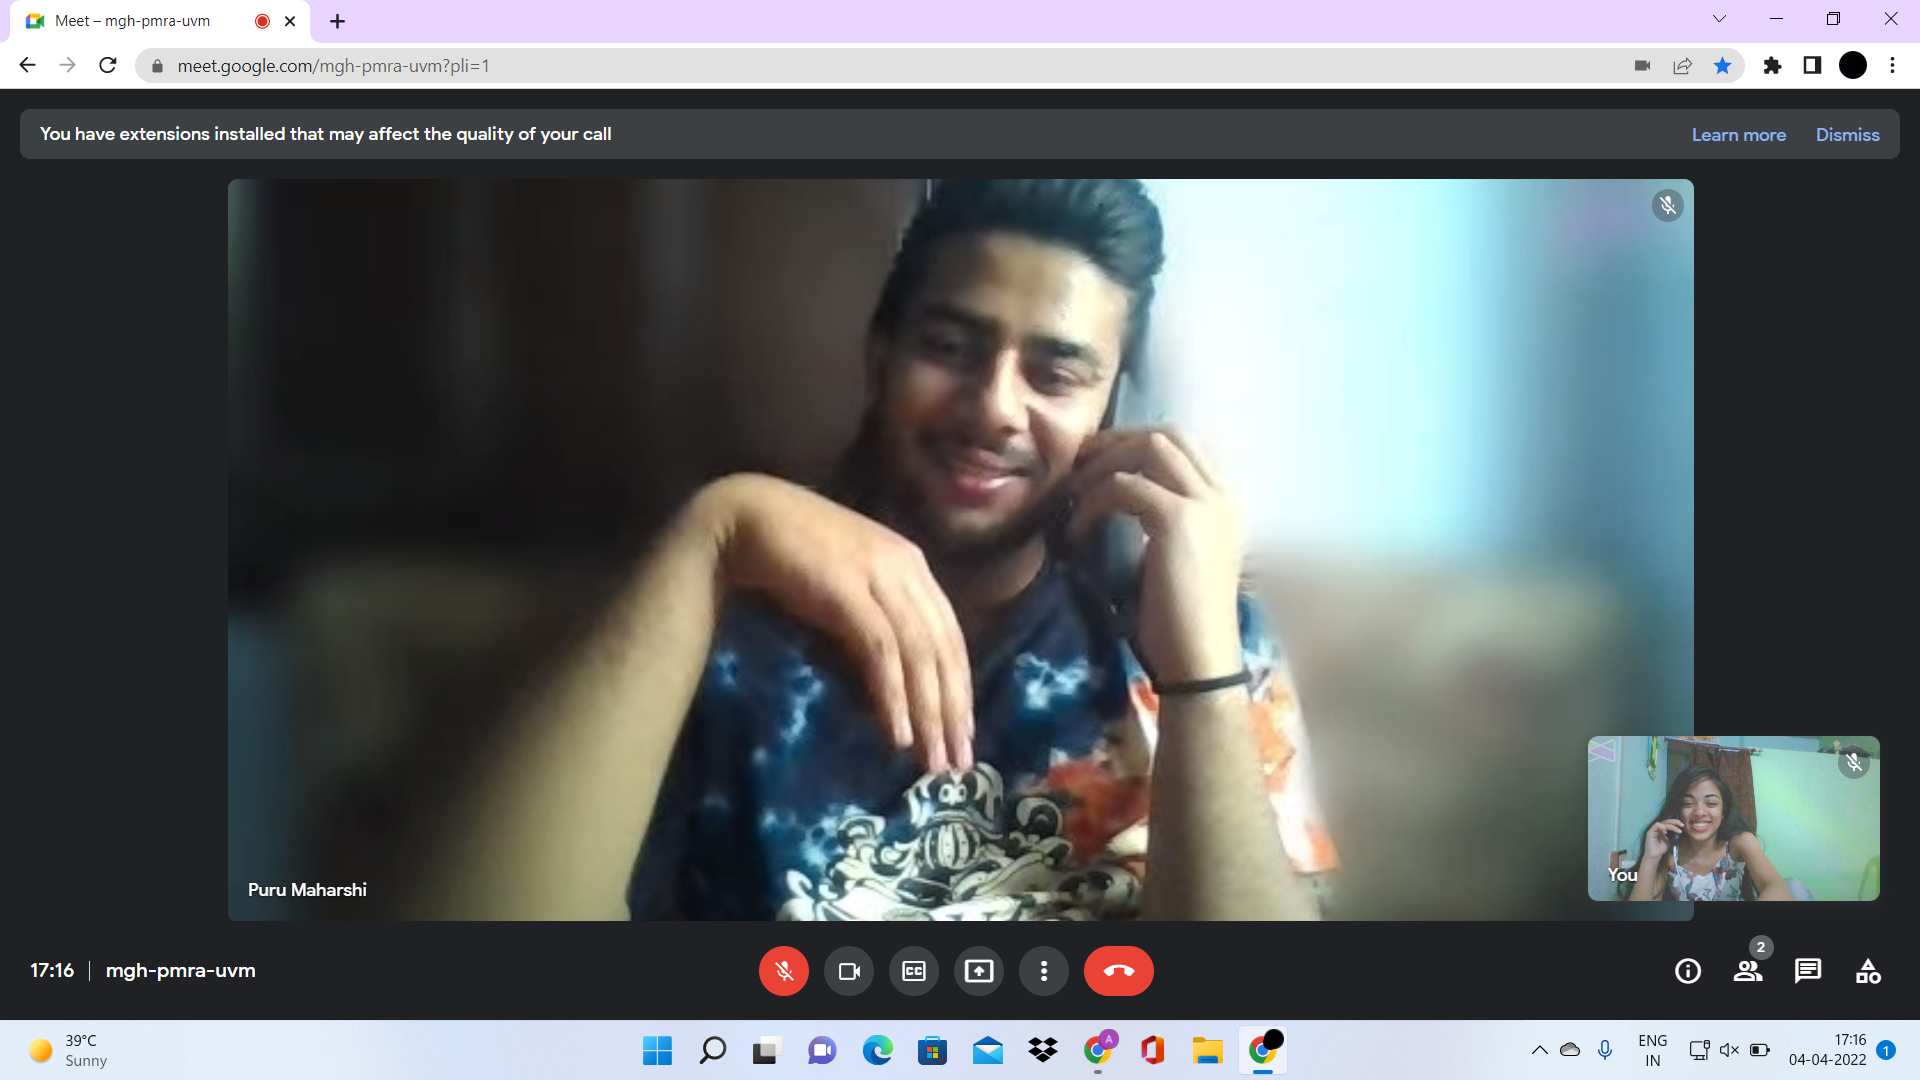 Meet – mgh-pmra-uvm
meet.google.com/mgh-pmra-uvm?pli=1
You have extensions installed that may affect the quality of your call
Learn more
Dismiss
Puru Maharshi
You
17:16
mgh-pmra-uvm
CC
2
39°C
Sunny
A
ENG
IN
17:16
04-04-2022
1